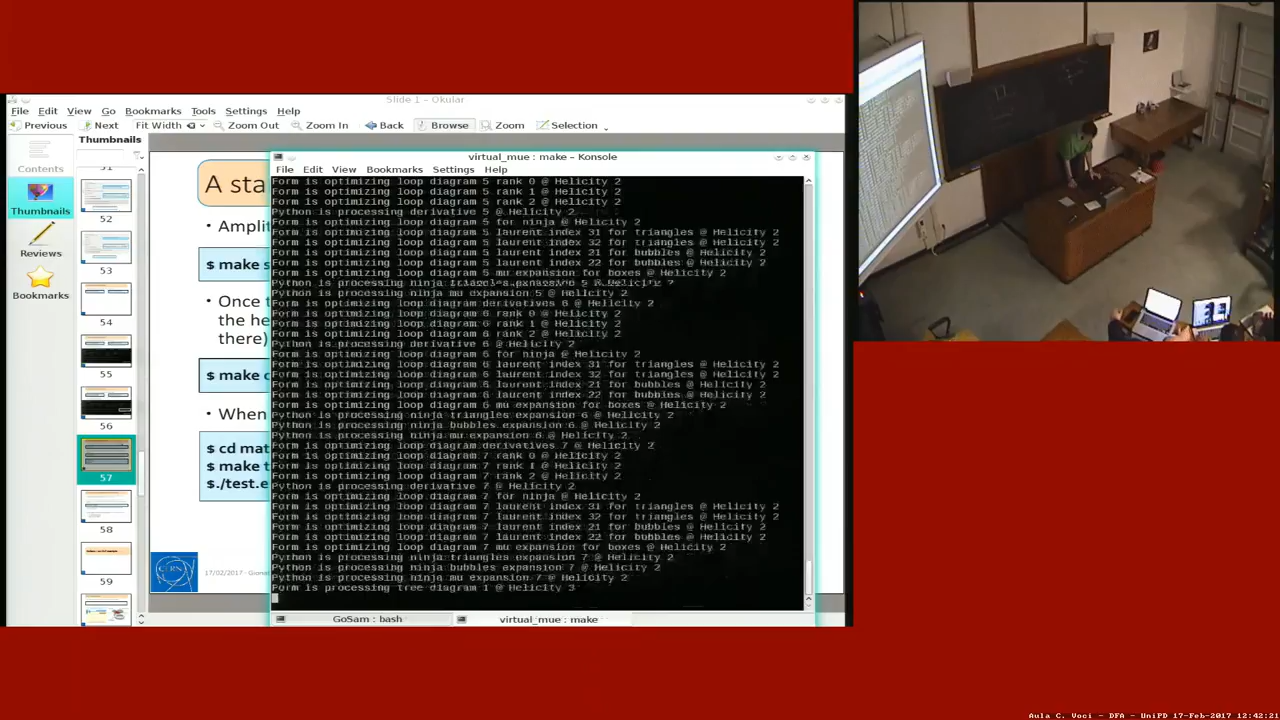 Slide 1 – Okular
File Edit View Go Bookmarks Tools Settings Help
Previous Next Fit Width Zoom Out Zoom In Back Browse Zoom Selection
Contents
Thumbnails
Reviews
Bookmarks
Thumbnails
51
52
53
54
55
56
57
58
59
A sta
• Amplit
$ make s
• Once t
the he
there)
$ make c
• When
$ cd mat
$ make t
$./test.e
CERN
17/02/2017
virtual_mue : make – Konsole
File Edit View Bookmarks Settings Help
Form is optimizing loop diagram 5 rank 0 @ Helicity 2
Form is optimizing loop diagram 5 rank 1 @ Helicity 2
Form is optimizing loop diagram 5 rank 2 @ Helicity 2
Python is processing derivative 5 @ Helicity 2
Form is optimizing loop diagram 5 for ninja @ Helicity 2
Form is optimizing loop diagram 5 laurent index 31 for triangles @ Helicity 2
Form is optimizing loop diagram 5 laurent index 32 for triangles @ Helicity 2
Form is optimizing loop diagram 5 laurent index 21 for bubbles @ Helicity 2
Form is optimizing loop diagram 5 laurent index 22 for bubbles @ Helicity 2
Form is optimizing loop diagram 5 mu expansion for boxes @ Helicity 2
Python is processing ninja triangles expansion 5 @ Helicity 2
Python is processing ninja mu expansion 5 @ Helicity 2
Form is optimizing loop diagram derivatives 6 @ Helicity 2
Form is optimizing loop diagram 6 rank 0 @ Helicity 2
Form is optimizing loop diagram 6 rank 1 @ Helicity 2
Form is optimizing loop diagram 6 rank 2 @ Helicity 2
Python is processing derivative 6 @ Helicity 2
Form is optimizing loop diagram 6 for ninja @ Helicity 2
Form is optimizing loop diagram 6 laurent index 31 for triangles @ Helicity 2
Form is optimizing loop diagram 6 laurent index 32 for triangles @ Helicity 2
Form is optimizing loop diagram 6 laurent index 21 for bubbles @ Helicity 2
Form is optimizing loop diagram 6 laurent index 22 for bubbles @ Helicity 2
Form is optimizing loop diagram 6 mu expansion for boxes @ Helicity 2
Python is processing ninja triangles expansion 6 @ Helicity 2
Python is processing ninja bubbles expansion 6 @ Helicity 2
Python is processing ninja mu expansion 6 @ Helicity 2
Form is optimizing loop diagram derivatives 7 @ Helicity 2
Form is optimizing loop diagram 7 rank 0 @ Helicity 2
Form is optimizing loop diagram 7 rank 1 @ Helicity 2
Form is optimizing loop diagram 7 rank 2 @ Helicity 2
Python is processing derivative 7 @ Helicity 2
Form is optimizing loop diagram 7 for ninja @ Helicity 2
Form is optimizing loop diagram 7 laurent index 31 for triangles @ Helicity 2
Form is optimizing loop diagram 7 laurent index 32 for triangles @ Helicity 2
Form is optimizing loop diagram 7 laurent index 21 for bubbles @ Helicity 2
Form is optimizing loop diagram 7 laurent index 22 for bubbles @ Helicity 2
Form is optimizing loop diagram 7 mu expansion for boxes @ Helicity 2
Python is processing ninja triangles expansion 7 @ Helicity 2
Python is processing ninja bubbles expansion 7 @ Helicity 2
Python is processing ninja mu expansion 7 @ Helicity 2
Form is processing tree diagram 1 @ Helicity 3
GoSam : bash
virtual_mue : make
Aula C. Voci – DFA – UniPD 17-Feb-2017 12:42:21